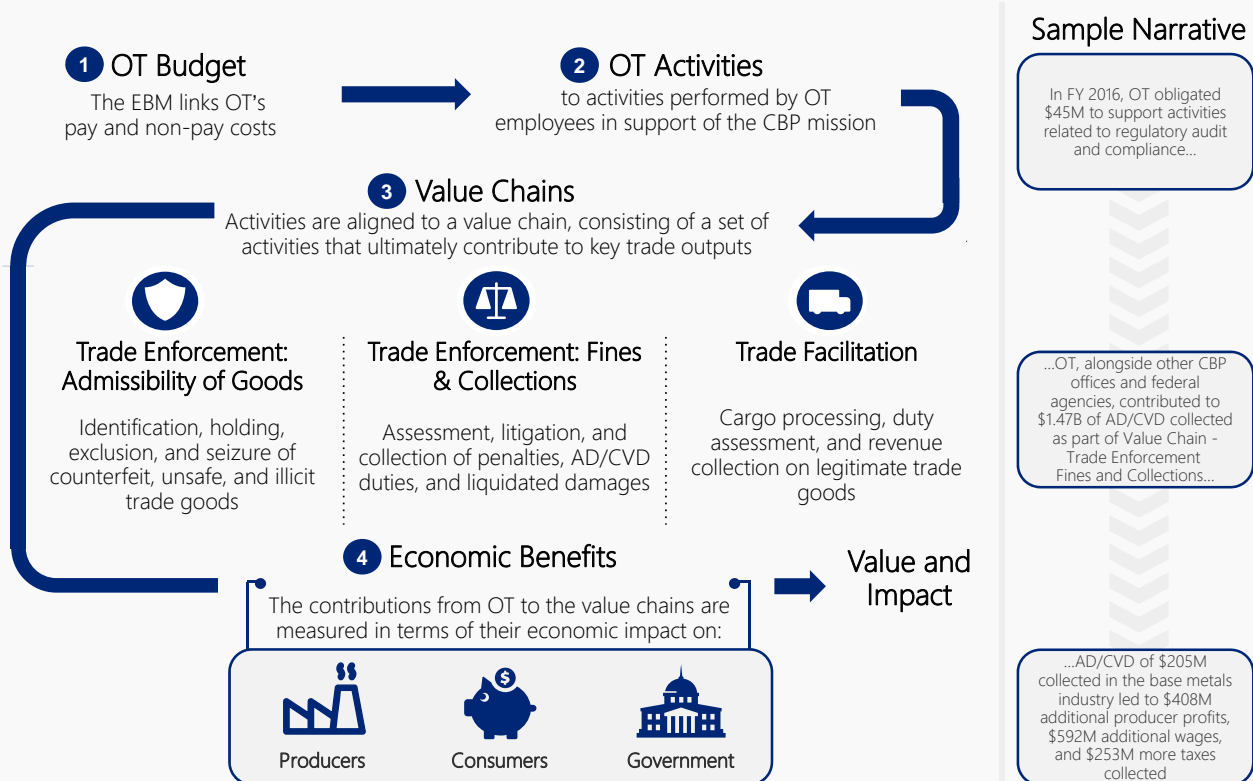 1 OT Budget
The EBM links OT's
pay and non-pay costs
2 OT Activities
to activities performed by OT
employees in support of the CBP mission
3 Value Chains
Activities are aligned to a value chain, consisting of a set of
activities that ultimately contribute to key trade outputs
Trade Enforcement:
Admissibility of Goods
Identification, holding,
exclusion, and seizure of
counterfeit, unsafe, and illicit
trade goods
Trade Enforcement: Fines
& Collections
Assessment, litigation, and
collection of penalties, AD/CVD
duties, and liquidated damages
Trade Facilitation
Cargo processing, duty
assessment, and revenue
collection on legitimate trade
goods
4 Economic Benefits
The contributions from OT to the value chains are
measured in terms of their economic impact on:
$
Producers
Consumers
Government
Value and
Impact
Sample Narrative
In FY 2016, OT obligated
$45M to support activities
related to regulatory audit
and compliance...
...OT, alongside other CBP
offices and federal
agencies, contributed to
$1.47B of AD/CVD collected
as part of Value Chain -
Trade Enforcement
Fines and Collections...
...AD/CVD of $205M
collected in the base metals
industry led to $408M
additional producer profits,
$592M additional wages,
and $253M more taxes
collected